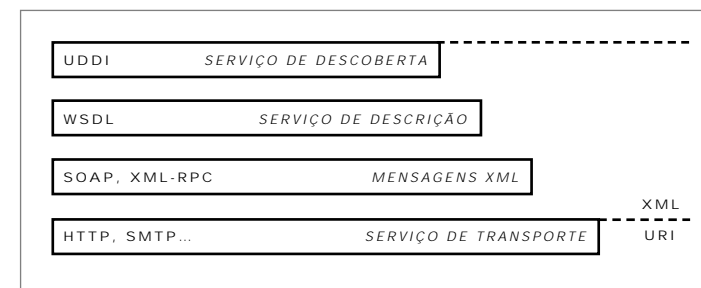 UDDI SERVIÇO DE DESCOBERTA
WSDL SERVIÇO DE DESCRIÇÃO
SOAP, XML-RPC MENSAGENS XML
XML
HTTP, SMTP... SERVIÇO DE TRANSPORTE URI